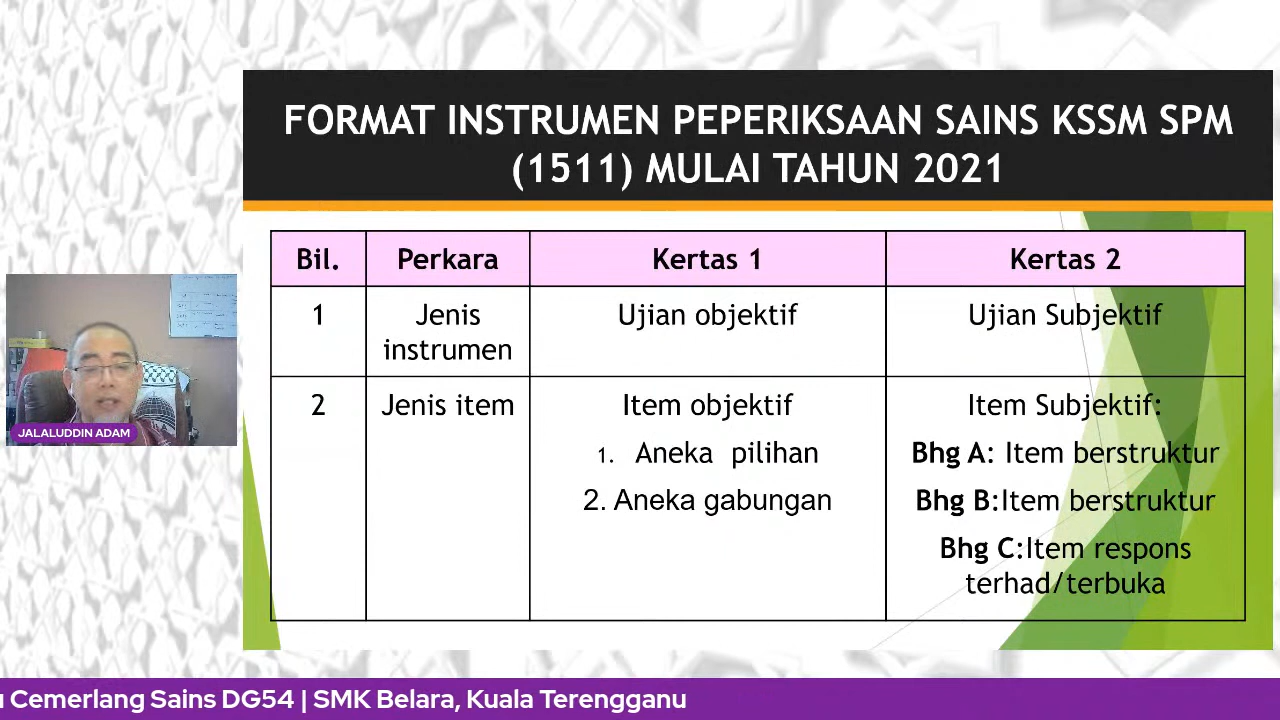 FORMAT INSTRUMEN PEPERIKSAAN SAINS KSSM SPM
(1511) MULAI TAHUN 2021
Bil.
Perkara
Kertas 1
Kertas 2
1
Jenis
instrumen
Ujian objektif
Ujian Subjektif
2
Jenis item
Item objektif
1. Aneka pilihan
2. Aneka gabungan
Item Subjektif:
Bhg A: Item berstruktur
Bhg B:Item berstruktur
Bhg C:Item respons
terhad/terbuka
JALALUDDIN ADAM
Cemerlang Sains DG54 | SMK Belara, Kuala Terengganu